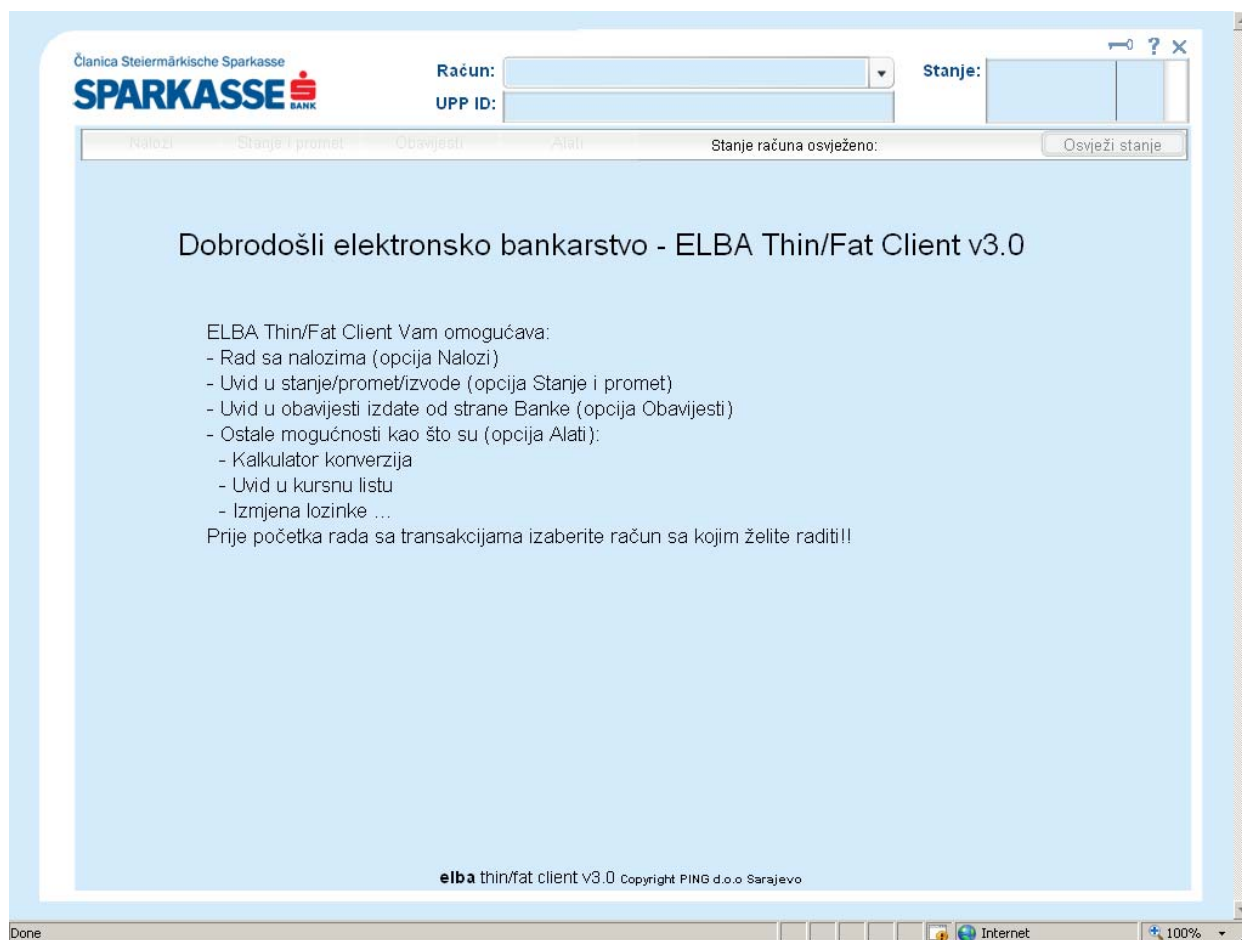 Članica Steiermärkische Sparkasse
SPARKASSE BANK
Račun:
Stanje:
UPP ID:
Nalozi Stanje i promet Obavijesti Alati Stanje računa osvježeno: Osvježi stanje
Dobrodošli elektronsko bankarstvo - ELBA Thin/Fat Client v3.0
ELBA Thin/Fat Client Vam omogućava:
- Rad sa nalozima (opcija Nalozi)
- Uvid u stanje/promet/izvode (opcija Stanje i promet)
- Uvid u obavijesti izdate od strane Banke (opcija Obavijesti)
- Ostale mogućnosti kao što su (opcija Alati):
- Kalkulator konverzija
- Uvid u kursnu listu
- Izmjena lozinke ...
Prije početka rada sa transakcijama izaberite račun sa kojim želite raditi!!
elba thin/fat client v3.0 Copyright PING d.o.o Sarajevo
Done Internet 100%